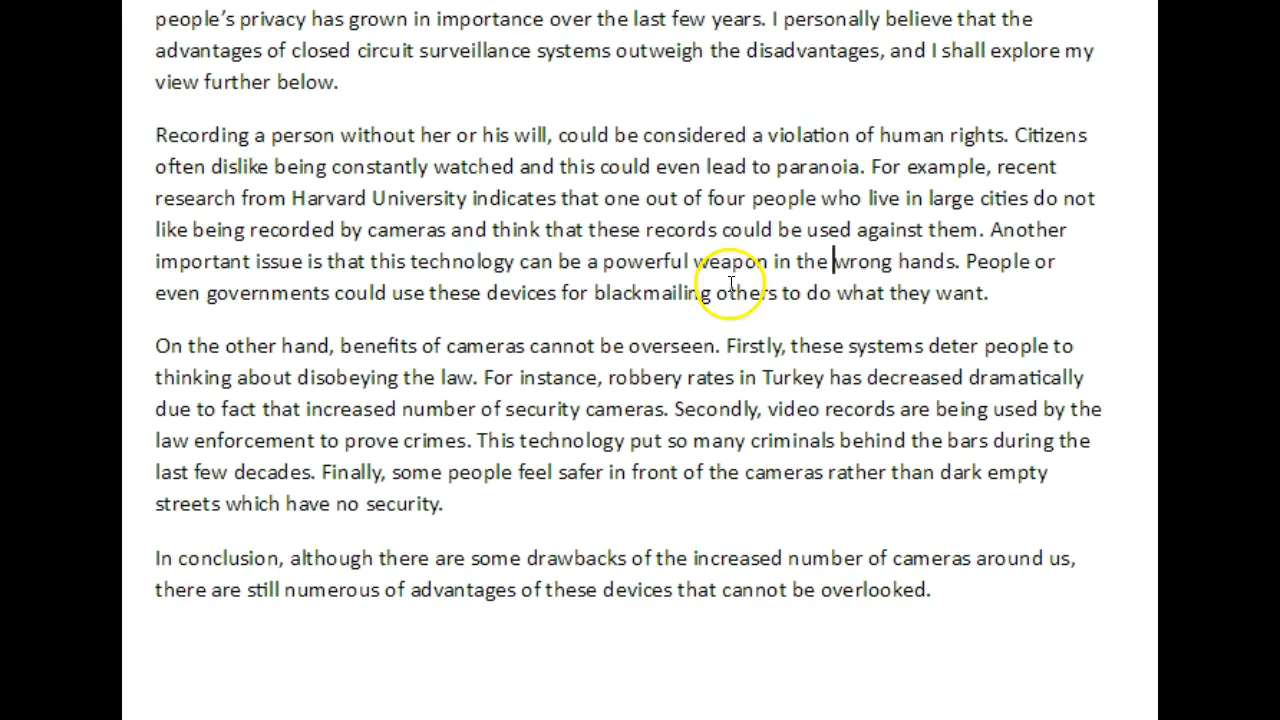 people’s privacy has grown in importance over the last few years. I personally believe that the
advantages of closed circuit surveillance systems outweigh the disadvantages, and I shall explore my
view further below.
Recording a person without her or his will, could be considered a violation of human rights. Citizens
often dislike being constantly watched and this could even lead to paranoia. For example, recent
research from Harvard University indicates that one out of four people who live in large cities do not
like being recorded by cameras and think that these records could be used against them. Another
important issue is that this technology can be a powerful weapon in the wrong hands. People or
even governments could use these devices for blackmailing others to do what they want.
On the other hand, benefits of cameras cannot be overseen. Firstly, these systems deter people to
thinking about disobeying the law. For instance, robbery rates in Turkey has decreased dramatically
due to fact that increased number of security cameras. Secondly, video records are being used by the
law enforcement to prove crimes. This technology put so many criminals behind the bars during the
last few decades. Finally, some people feel safer in front of the cameras rather than dark empty
streets which have no security.
In conclusion, although there are some drawbacks of the increased number of cameras around us,
there are still numerous of advantages of these devices that cannot be overlooked.